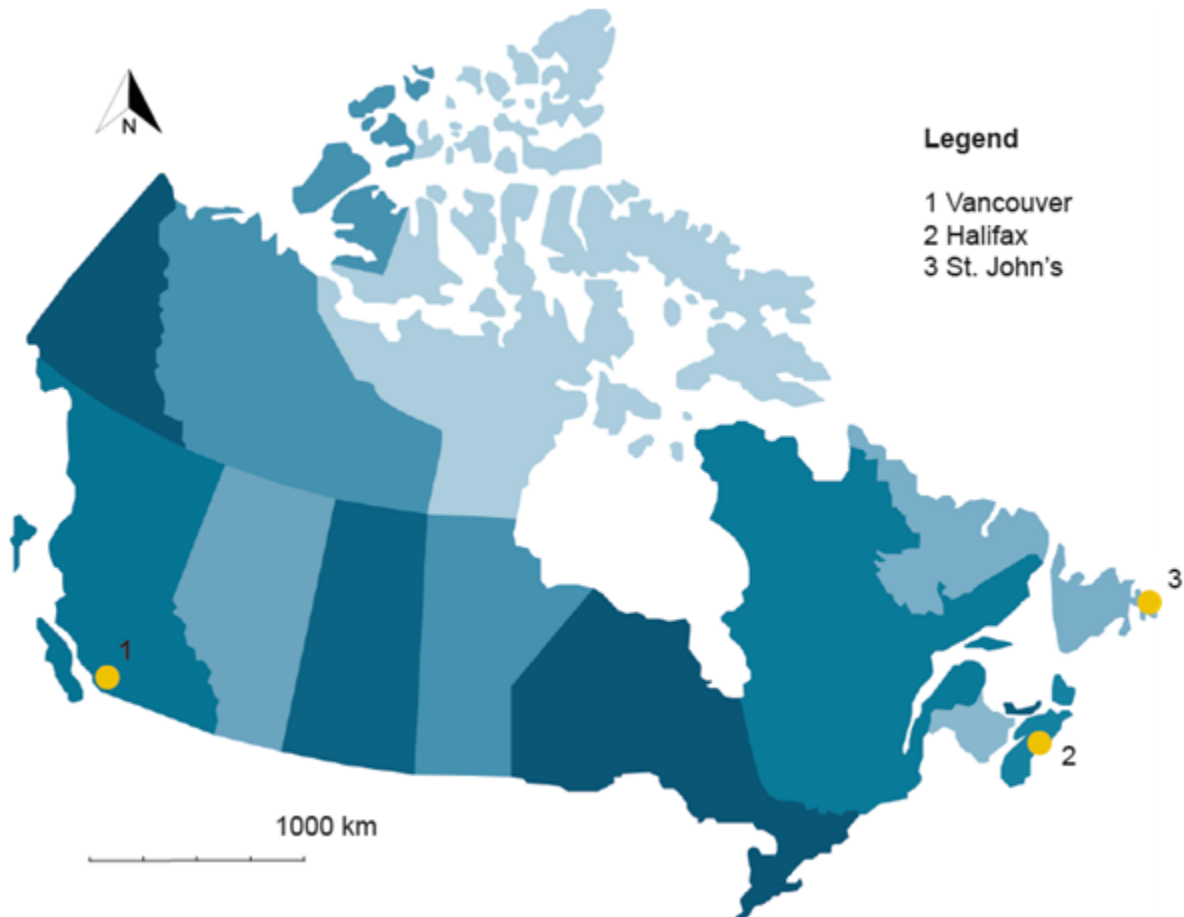 N
Legend
1 Vancouver
2 Halifax
3 St. John’s
3
1
2
1000 km